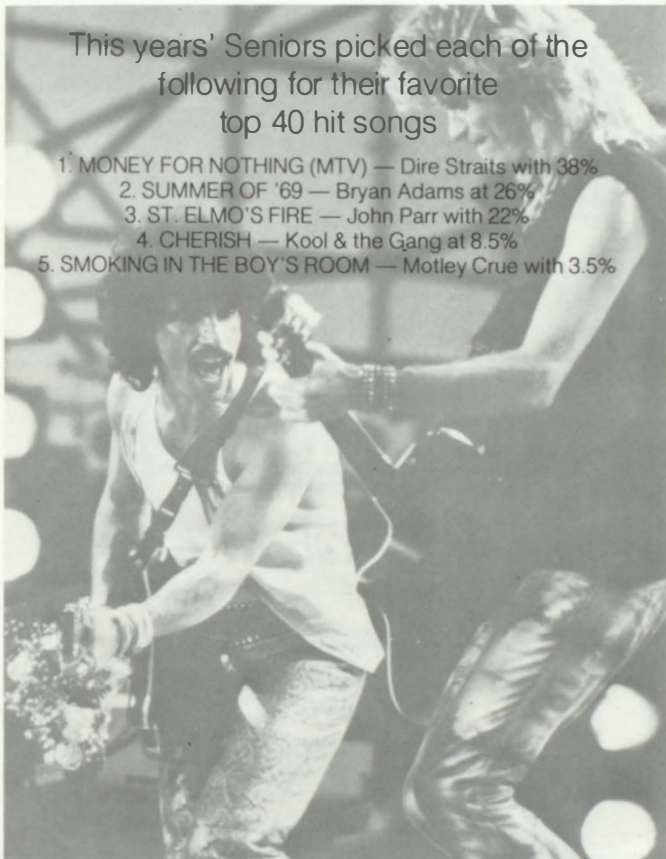 This years' Seniors picked each of the
following for their favorite
top 40 hit songs
1. MONEY FOR NOTHING (MTV) — Dire Straits with 38%
2. SUMMER OF '69 — Bryan Adams at 26%
3. ST. ELMO'S FIRE — John Parr with 22%
4. CHERISH — Kool & the Gang at 8.5%
5. SMOKING IN THE BOY'S ROOM — Motley Crue with 3.5%